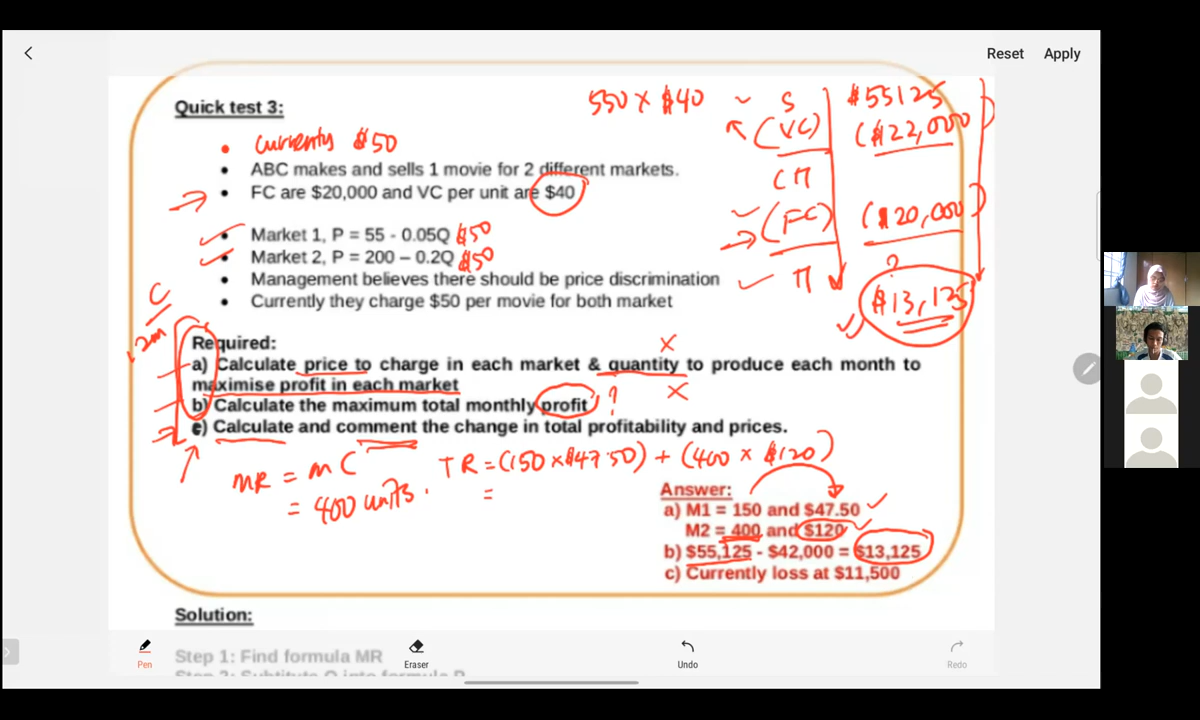 Reset Apply
Quick test 3:
550 x $40 S $55125
currently $50 (VC) ($22,000)
ABC makes and sells 1 movie for 2 different markets.
CM
FC are $20,000 and VC per unit are $40
(FC) ($20,000)
Market 1, P = 55 - 0.05Q $50
Market 2, P = 200 – 0.2Q $50
?
Management believes there should be price discrimination
π $13,125
Currently they charge $50 per movie for both market
Required:
X
a) Calculate price to charge in each market & quantity to produce each month to
maximise profit in each market
X
b) Calculate the maximum total monthly profit ?
c) Calculate and comment the change in total profitability and prices.
MR = MC
= 400 units.
TR = (150 x $47.50) + (400 x $120)
=
Answer:
a) M1 = 150 and $47.50
M2 = 400 and $120
b) $55,125 - $42,000 = $13,125
c) Currently loss at $11,500
Solution:
Step 1: Find formula MR
Pen Eraser Undo Redo